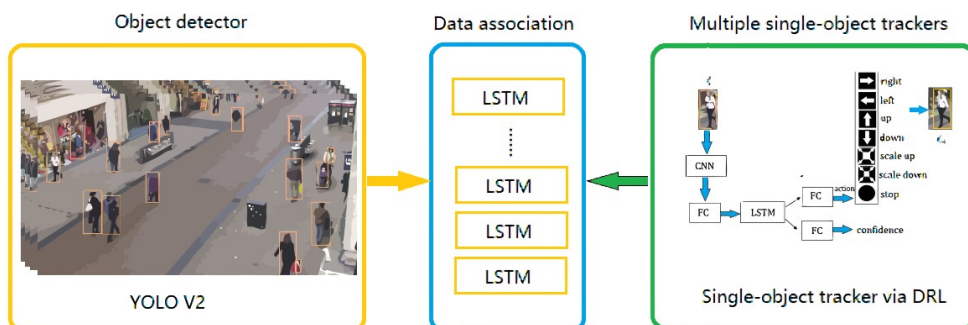 Object detector
Data association
Multiple single-object trackers
LSTM
LSTM
LSTM
LSTM
YOLO V2
CNN
FC
LSTM
FC
action
FC
confidence
right
left
up
down
scale up
scale down
stop
Single-object tracker via DRL